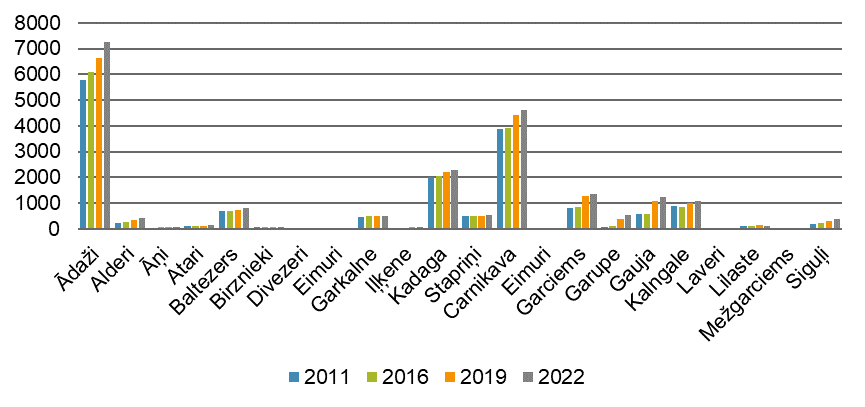 8000
7000
6000
5000
4000
3000
2000
1000
0
Ādaži
Alderi
Āņi
Atari
Baltezers
Birznieki
Divezeri
Eimuri
Garkalne
Iļķene
Kadaga
Stapriņi
Carnikava
Eimuri
Garciems
Garupe
Gauja
Kalngale
Laveri
Lilaste
Mežgarciems
Siguļi
2011 2016 2019 2022